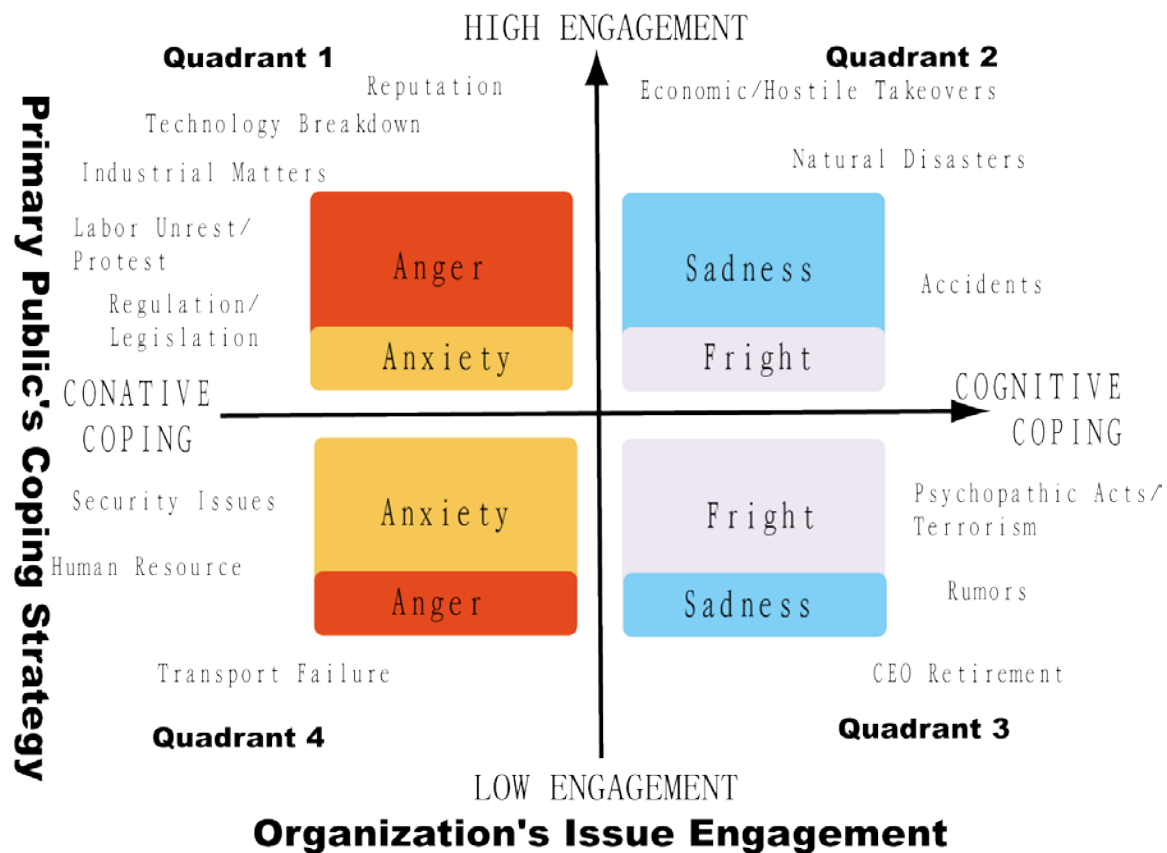 HIGH ENGAGEMENT
Quadrant 1
Quadrant 2
Reputation
Economic/Hostile Takeovers
Technology Breakdown
Natural Disasters
Industrial Matters
Labor Unrest/
Protest
Anger
Sadness
Accidents
Regulation/
Legislation
Anxiety
Fright
CONATIVE
COPING
COGNITIVE
COPING
Primary Public's Coping Strategy
Security Issues
Anxiety
Fright
Psychopathic Acts/
Terrorism
Human Resource
Anger
Sadness
Rumors
Transport Failure
CEO Retirement
Quadrant 4
Quadrant 3
LOW ENGAGEMENT
Organization's Issue Engagement